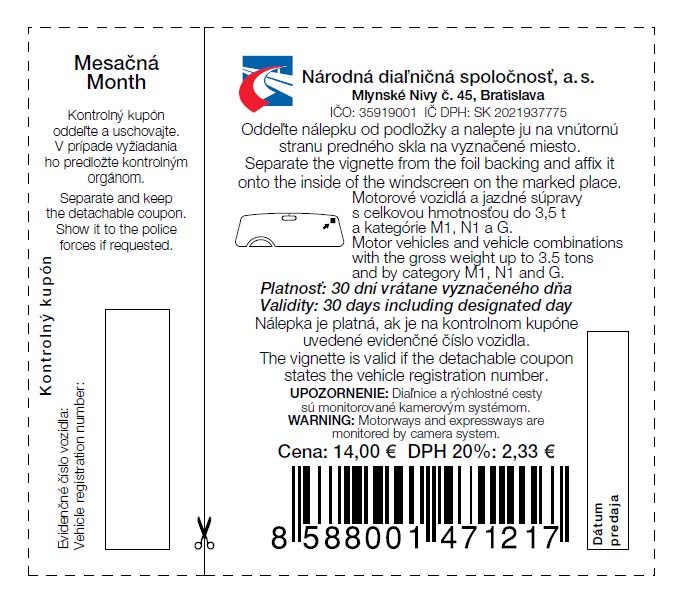 Mesačná
Month
Kontrolný kupón
oddeľte a uschovajte.
V prípade vyžiadania
ho predložte kontrolným
orgánom.
Separate and keep
the detachable coupon.
Show it to the police
forces if requested.
Kontrolný kupón
Evidenčné číslo vozidla:
Vehicle registration number:
Národná diaľničná spoločnosť, a. s.
Mlynské Nivy č. 45, Bratislava
IČO: 35919001 IČ DPH: SK 2021937775
Oddeľte nálepku od podložky a nalepte ju na vnútornú
stranu predného skla na vyznačené miesto.
Separate the vignette from the foil backing and affix it
onto the inside of the windscreen on the marked place.
Motorové vozidlá a jazdné súpravy
s celkovou hmotnosťou do 3,5 t
a kategórie M1, N1 a G.
Motor vehicles and vehicle combinations
with the gross weight up to 3.5 tons
and by category M1, N1 and G.
Platnosť: 30 dní vrátane vyznačeného dňa
Validity: 30 days including designated day
Nálepka je platná, ak je na kontrolnom kupóne
uvedené evidenčné číslo vozidla.
The vignette is valid if the detachable coupon
states the vehicle registration number.
UPOZORNENIE: Diaľnice a rýchlostné cesty
sú monitorované kamerovým systémom.
WARNING: Motorways and expressways are
monitored by camera system.
Cena: 14,00 € DPH 20%: 2,33 €
8 588001 471217
Dátum
predaja